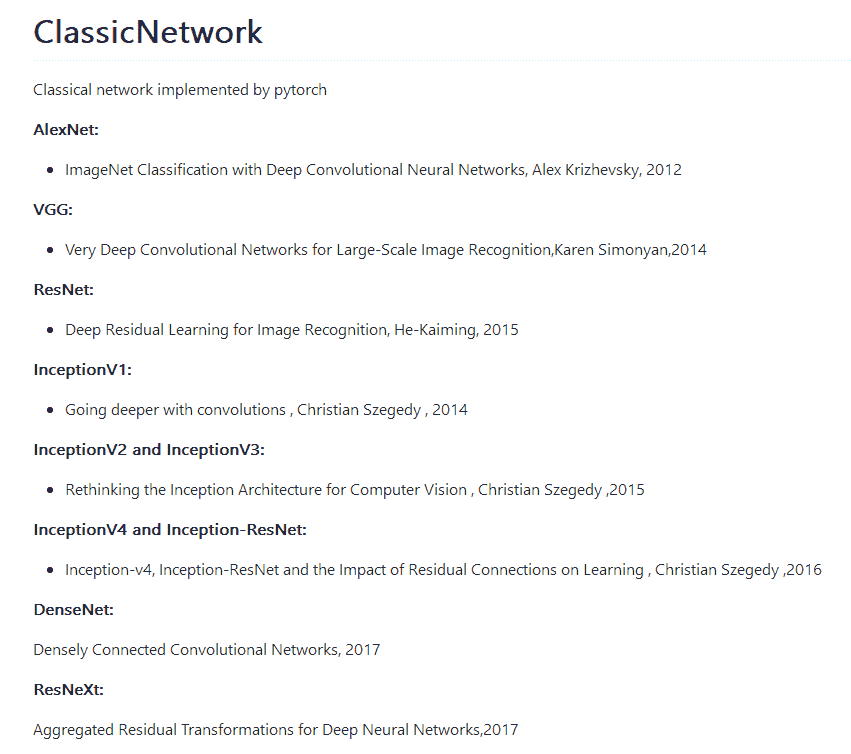 ClassicNetwork
Classical network implemented by pytorch
AlexNet:
• ImageNet Classification with Deep Convolutional Neural Networks, Alex Krizhevsky, 2012
VGG:
• Very Deep Convolutional Networks for Large-Scale Image Recognition,Karen Simonyan,2014
ResNet:
• Deep Residual Learning for Image Recognition, He-Kaiming, 2015
InceptionV1:
• Going deeper with convolutions , Christian Szegedy , 2014
InceptionV2 and InceptionV3:
• Rethinking the Inception Architecture for Computer Vision , Christian Szegedy ,2015
InceptionV4 and Inception-ResNet:
• Inception-v4, Inception-ResNet and the Impact of Residual Connections on Learning , Christian Szegedy ,2016
DenseNet:
Densely Connected Convolutional Networks, 2017
ResNeXt:
Aggregated Residual Transformations for Deep Neural Networks,2017